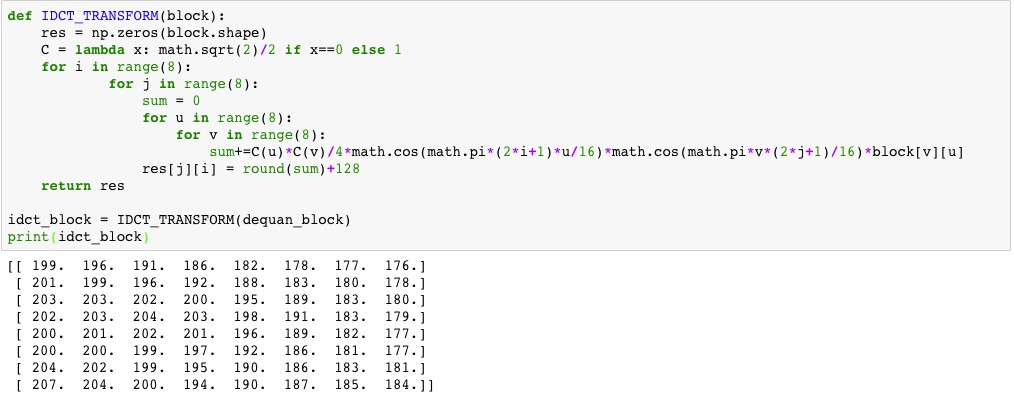 def IDCT_TRANSFORM(block):
    res = np.zeros(block.shape)
    C = lambda x: math.sqrt(2)/2 if x==0 else 1
    for i in range(8):
            for j in range(8):
                sum = 0
                for u in range(8):
                    for v in range(8):
                        sum+=C(u)*C(v)/4*math.cos(math.pi*(2*i+1)*u/16)*math.cos(math.pi*v*(2*j+1)/16)*block[v][u]
                res[j][i] = round(sum)+128
    return res

idct_block = IDCT_TRANSFORM(dequan_block)
print(idct_block)
[[ 199.  196.  191.  186.  182.  178.  177.  176.]
 [ 201.  199.  196.  192.  188.  183.  180.  178.]
 [ 203.  203.  202.  200.  195.  189.  183.  180.]
 [ 202.  203.  204.  203.  198.  191.  183.  179.]
 [ 200.  201.  202.  201.  196.  189.  182.  177.]
 [ 200.  200.  199.  197.  192.  186.  181.  177.]
 [ 204.  202.  199.  195.  190.  186.  183.  181.]
 [ 207.  204.  200.  194.  190.  187.  185.  184.]]